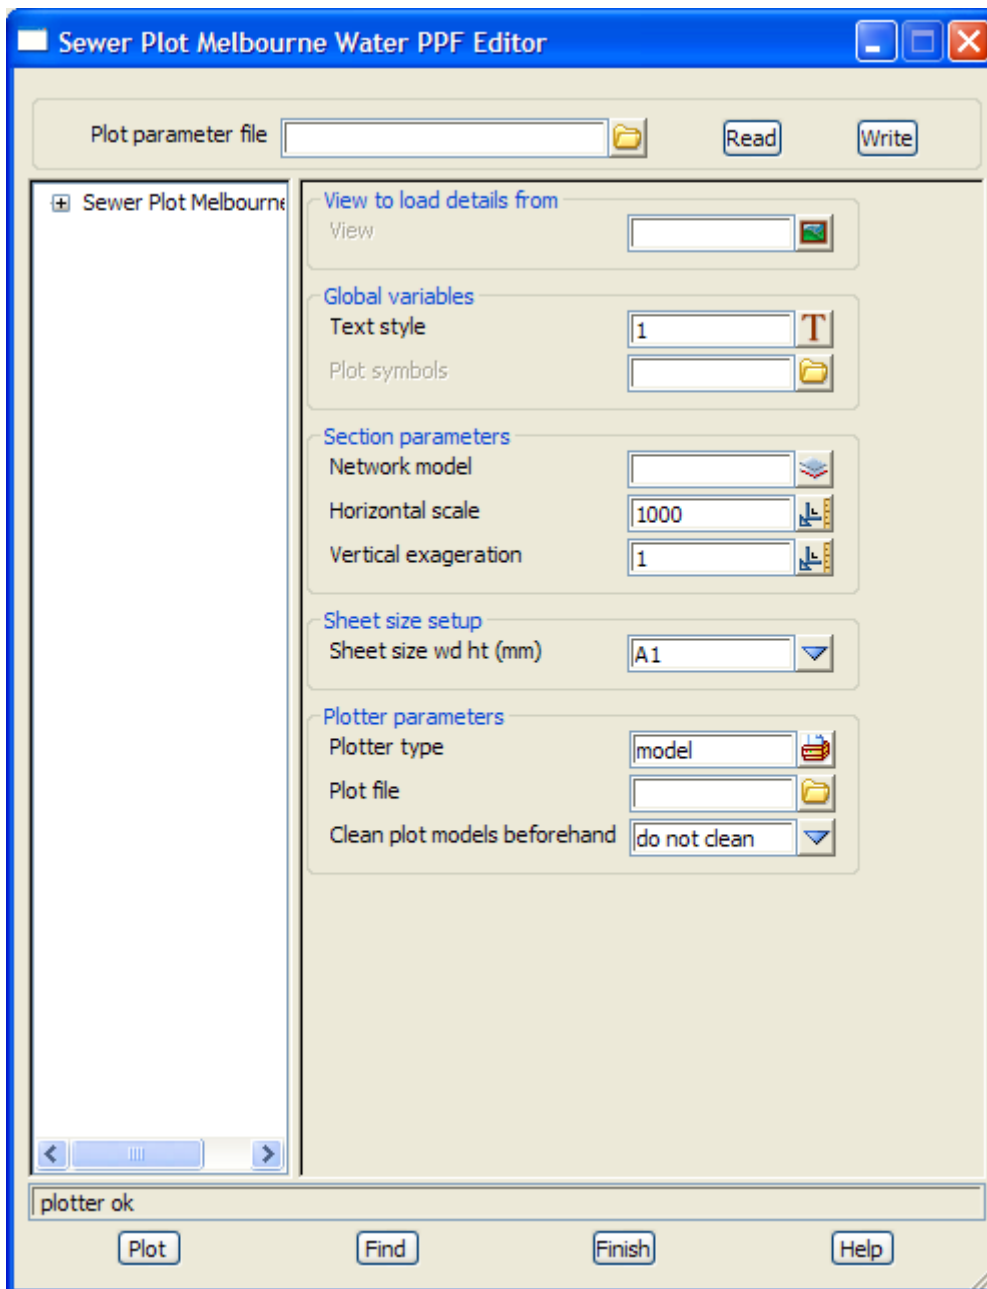 Sewer Plot Melbourne Water PPF Editor
Plot parameter file
Read
Write
Sewer Plot Melbourne
View to load details from
View
Global variables
Text style 1 T
Plot symbols
Section parameters
Network model
Horizontal scale 1000
Vertical exageration 1
Sheet size setup
Sheet size wd ht (mm) A1
Plotter parameters
Plotter type model
Plot file
Clean plot models beforehand do not clean
plotter ok
Plot
Find
Finish
Help